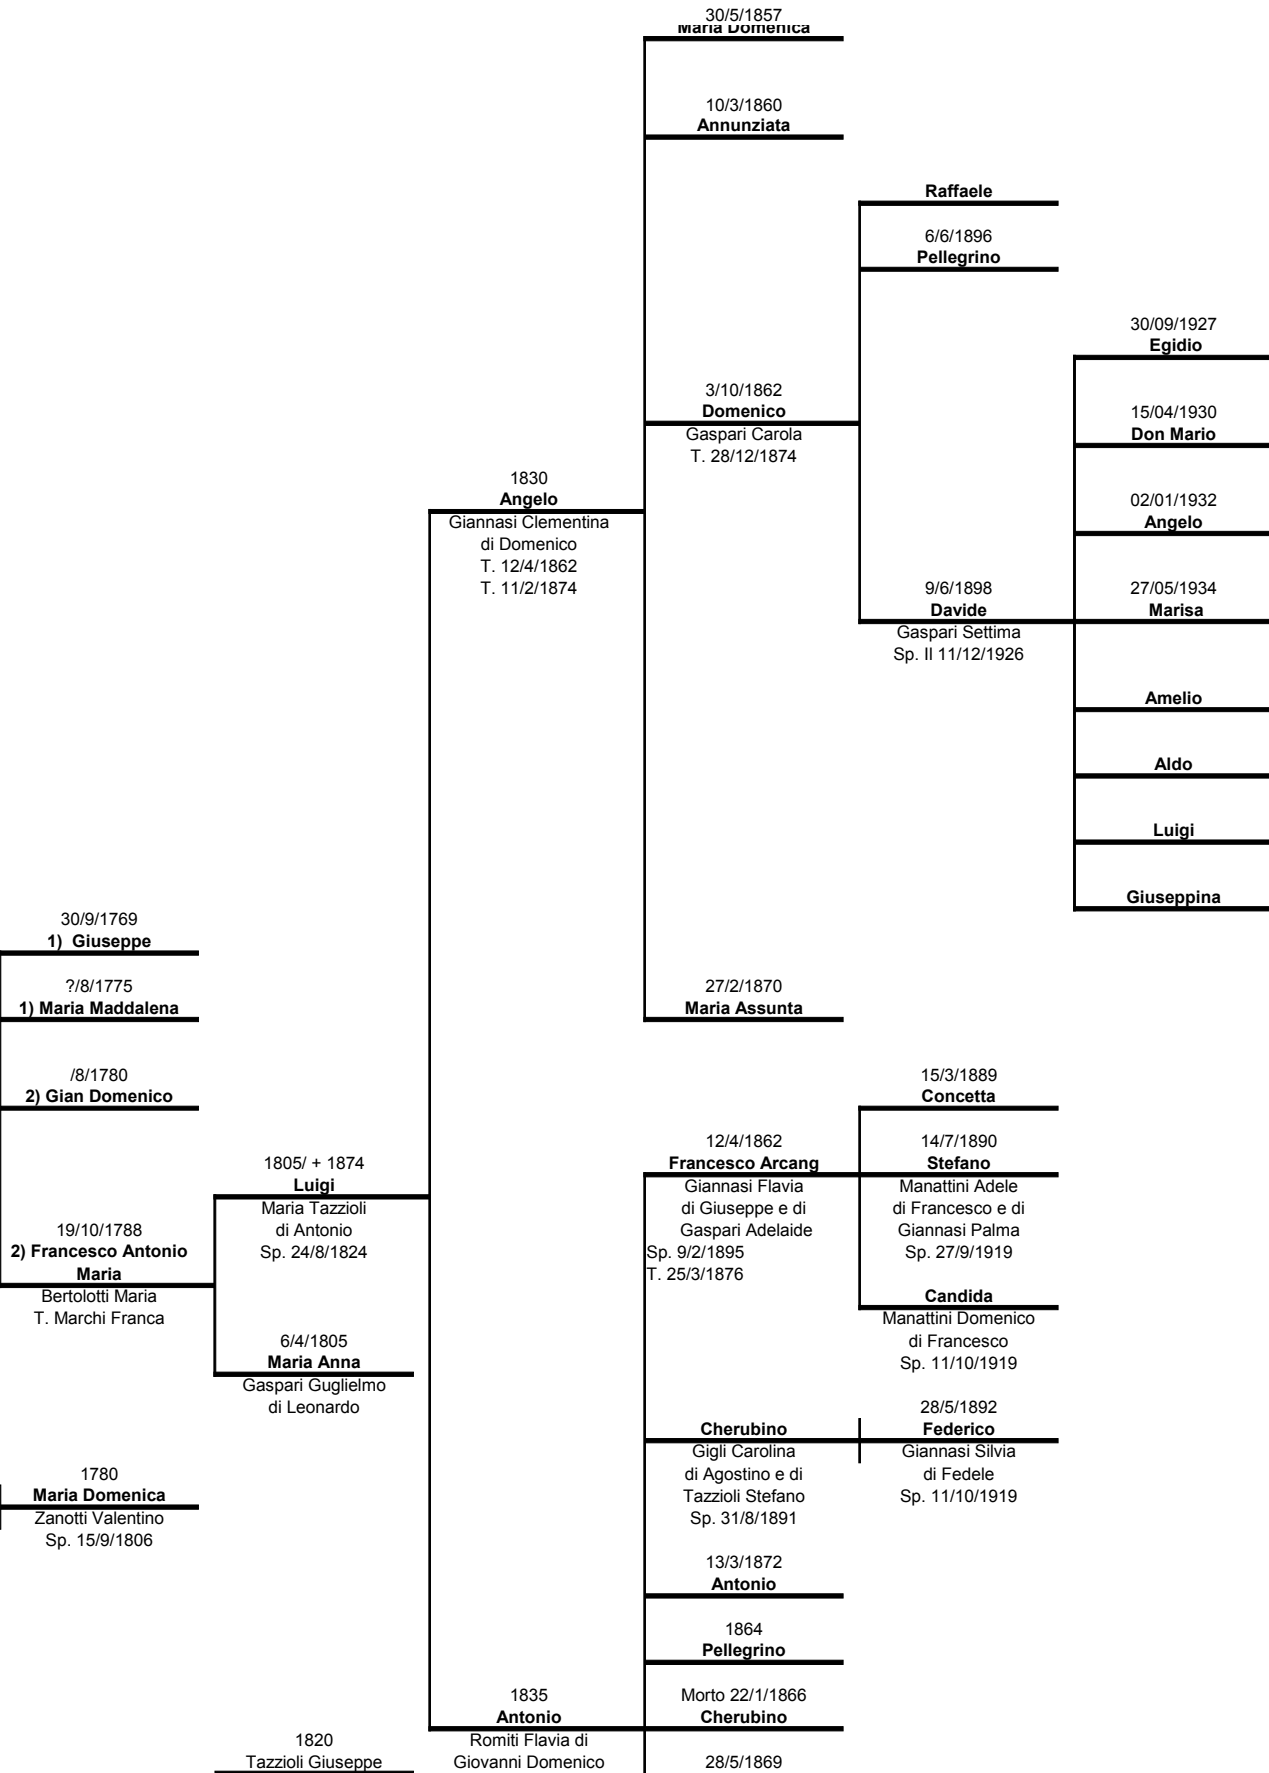 30/5/1857
Maria Domenica
10/3/1860
Annunziata
Raffaele
6/6/1896
Pellegrino
30/09/1927
Egidio
3/10/1862
Domenico
Gaspari Carola
T. 28/12/1874
15/04/1930
Don Mario
1830
Angelo
Giannasi Clementina
di Domenico
T. 12/4/1862
T. 11/2/1874
02/01/1932
Angelo
9/6/1898
Davide
Gaspari Settima
Sp. II 11/12/1926
27/05/1934
Marisa
Amelio
Aldo
Luigi
Giuseppina
30/9/1769
1) Giuseppe
?/8/1775
1) Maria Maddalena
27/2/1870
Maria Assunta
/8/1780
2) Gian Domenico
15/3/1889
Concetta
12/4/1862
Francesco Arcang
Giannasi Flavia
di Giuseppe e di
Gaspari Adelaide
Sp. 9/2/1895
T. 25/3/1876
14/7/1890
Stefano
Manattini Adele
di Francesco e di
Giannasi Palma
Sp. 27/9/1919
1805/ + 1874
Luigi
Maria Tazzioli
di Antonio
Sp. 24/8/1824
19/10/1788
2) Francesco Antonio
Maria
Bertolotti Maria
T. Marchi Franca
Candida
Manattini Domenico
di Francesco
Sp. 11/10/1919
6/4/1805
Maria Anna
Gaspari Guglielmo
di Leonardo
Cherubino
Gigli Carolina
di Agostino e di
Tazzioli Stefano
Sp. 31/8/1891
28/5/1892
Federico
Giannasi Silvia
di Fedele
Sp. 11/10/1919
1780
Maria Domenica
Zanotti Valentino
Sp. 15/9/1806
13/3/1872
Antonio
1864
Pellegrino
1835
Antonio
Romiti Flavia di
Giovanni Domenico
Morto 22/1/1866
Cherubino
1820
Tazzioli Giuseppe
28/5/1869